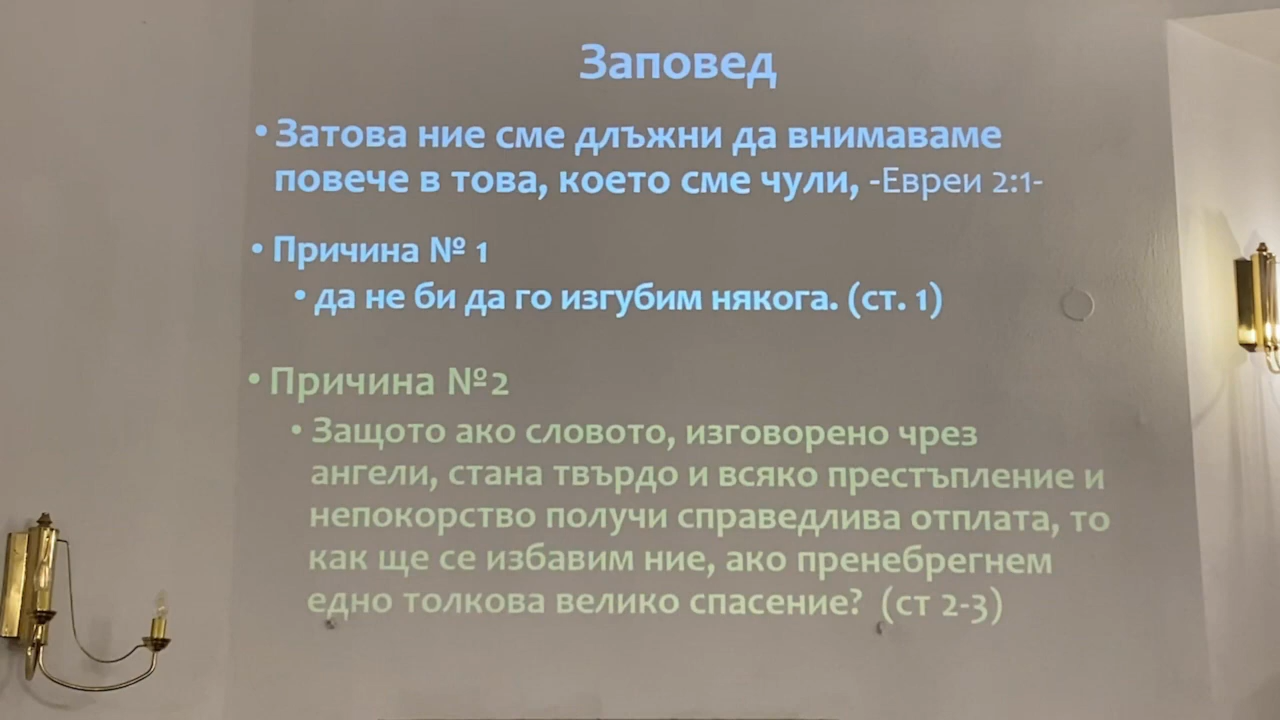 Заповед
• Затова ние сме длъжни да внимаваме
повече в това, което сме чули, -Евреи 2:1-
• Причина № 1
• да не би да го изгубим някога. (ст. 1)
• Причина №2
• Защото ако словото, изговорено чрез
ангели, стана твърдо и всяко престъпление и
непокорство получи справедлива отплата, то
как ще се избавим ние, ако пренебрегнем
едно толкова велико спасение? (ст 2-3)